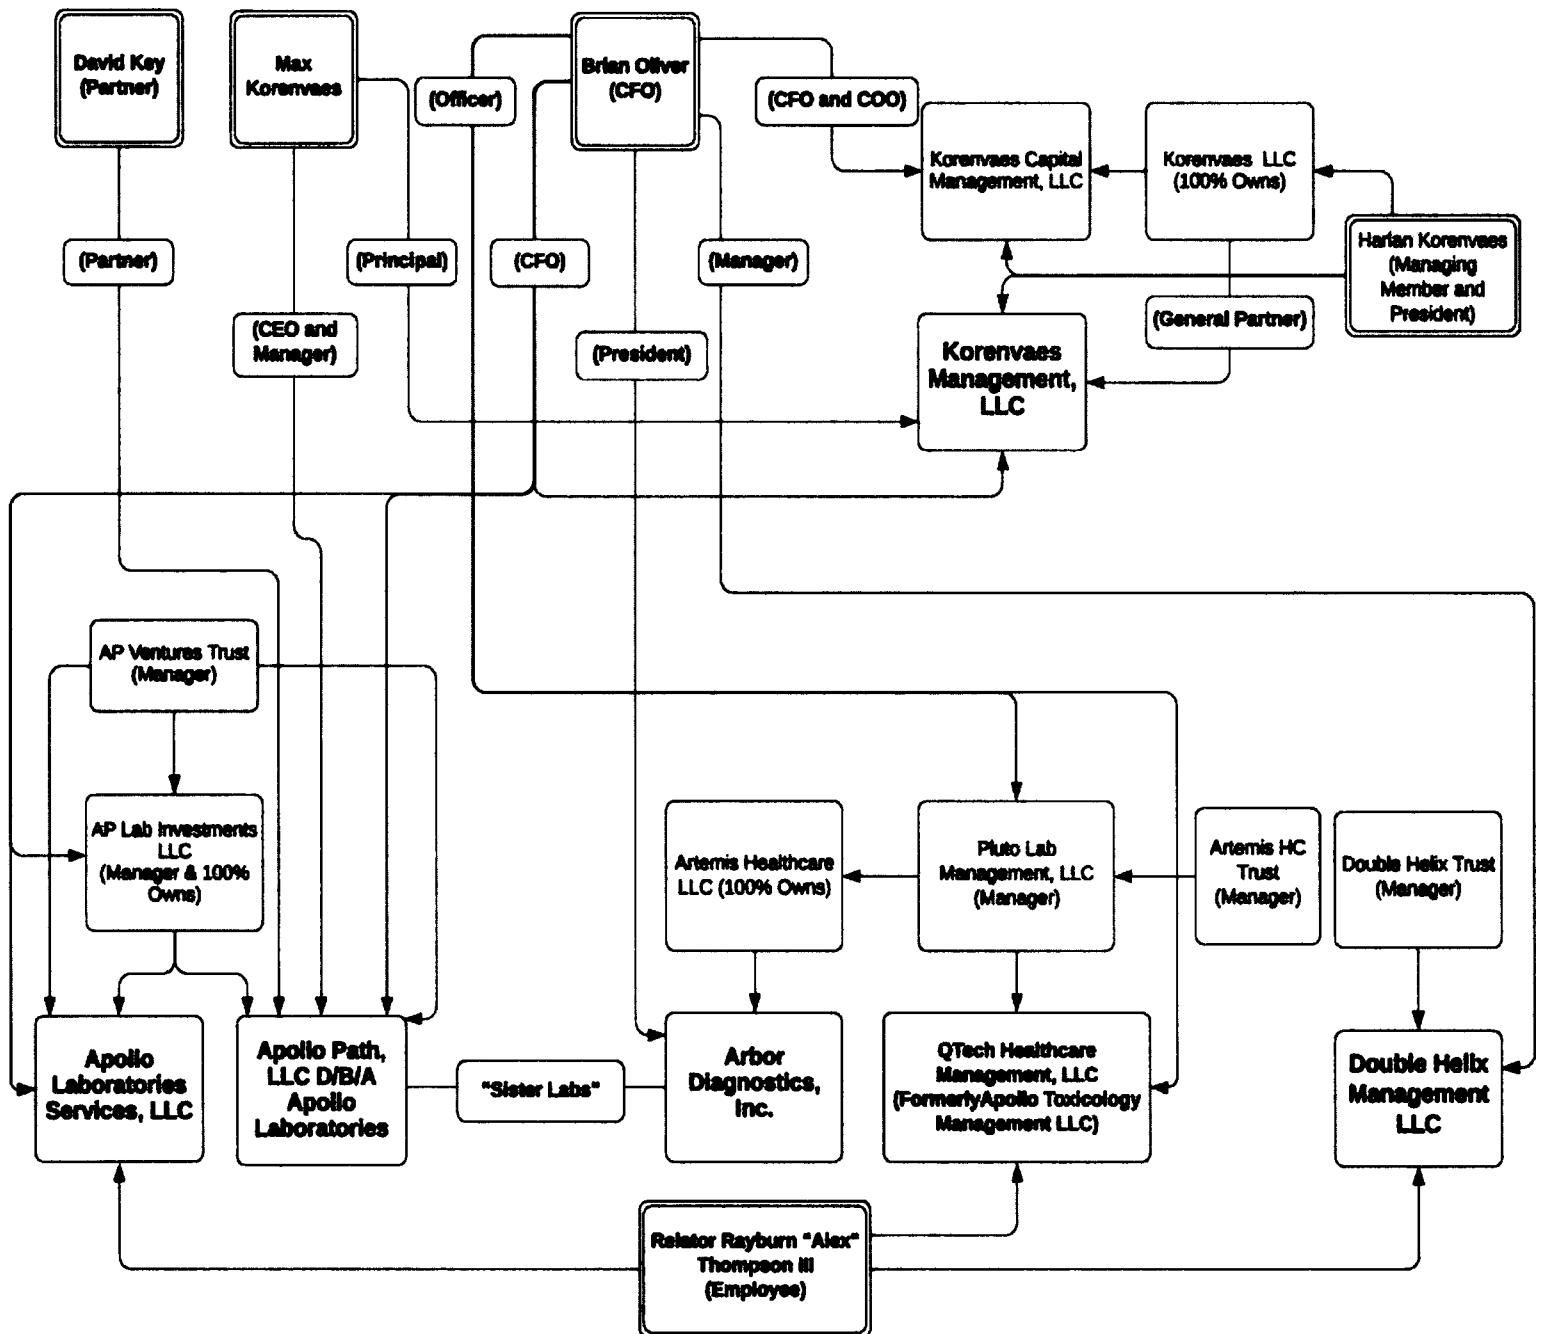 David Key
(Partner)
Max
Korenvaes
(Officer)
Brian Oliver
(CFO)
(CFO and COO)
Korenvaes Capital
Management, LLC
Korenvaes LLC
(100% Owns)
Harlan Korenvaes
(Managing
Member and
President)
(Partner)
(Principal)
(CFO)
(Manager)
(CEO and
Manager)
(President)
(General Partner)
Korenvaes
Management,
LLC
AP Ventures Trust
(Manager)
AP Lab Investments
LLC
(Manager & 100%
Owns)
Artemis Healthcare
LLC (100% Owns)
Pluto Lab
Management, LLC
(Manager)
Artemis HC
Trust
(Manager)
Double Helix Trust
(Manager)
Apollo
Laboratories
Services, LLC
Apollo Path,
LLC D/B/A
Apollo
Laboratories
"Sister Labs"
Arbor
Diagnostics,
Inc.
QTech Healthcare
Management, LLC
(FormerlyApollo Toxicology
Management LLC)
Double Helix
Management
LLC
Relator Rayburn "Alex"
Thompson III
(Employee)